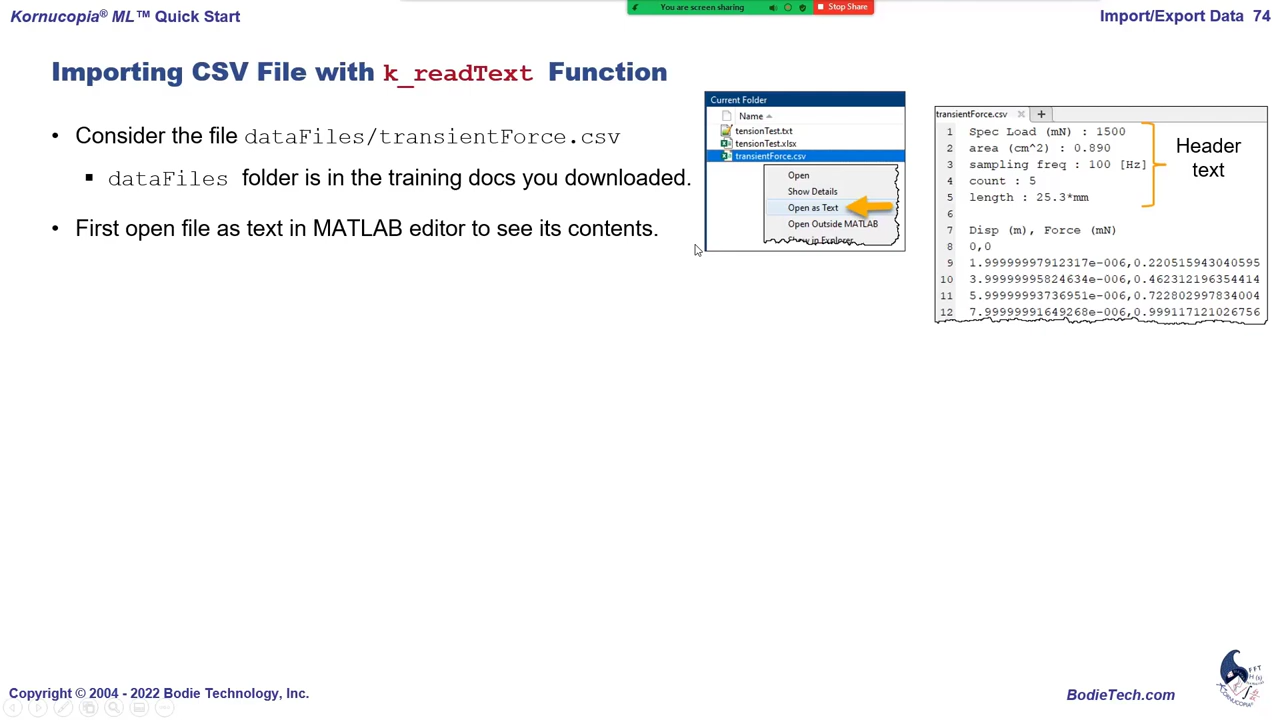 Kornucopia® ML™ Quick Start
You are screen sharing
Stop Share
Import/Export Data 74
Importing CSV File with k_readText Function
• Consider the file dataFiles/transientForce.csv
▪ dataFiles folder is in the training docs you downloaded.
• First open file as text in MATLAB editor to see its contents.
Current Folder
Name
tensionTest.txt
tensionTest.xlsx
transientForce.csv
Open
Show Details
Open as Text
Open Outside MATLAB
Show in Explorer
transientForce.csv × +
1 Spec Load (mN) : 1500
2 area (cm^2) : 0.890
3 sampling freq : 100 [Hz]
4 count : 5
5 length : 25.3*mm
6
7 Disp (m), Force (mN)
8 0,0
9 1.99999997912317e-006,0.220515943040595
10 3.99999995824634e-006,0.462312196354414
11 5.99999993736951e-006,0.722802997834004
12 7.99999991649268e-006,0.999117121026756
Header
text
Copyright © 2004 - 2022 Bodie Technology, Inc.
BodieTech.com
KORNUCOPIA